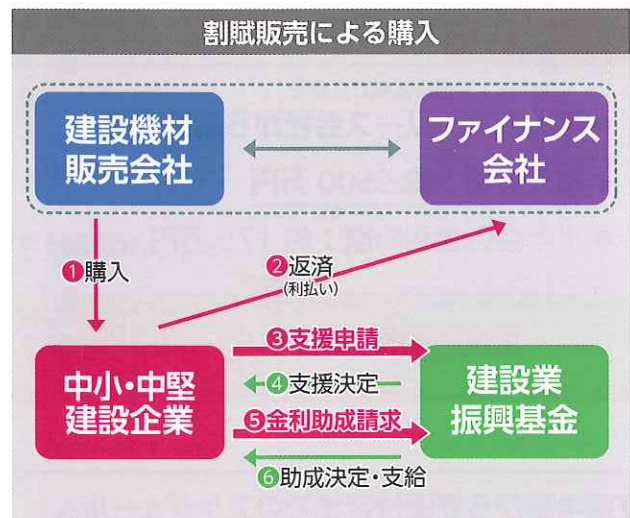 割賦販売による購入
建設機材
販売会社
ファイナンス
会社
❶購入
❷返済
(利払い)
❸支援申請
❹支援決定
❺金利助成請求
❻助成決定・支給
中小・中堅
建設企業
建設業
振興基金